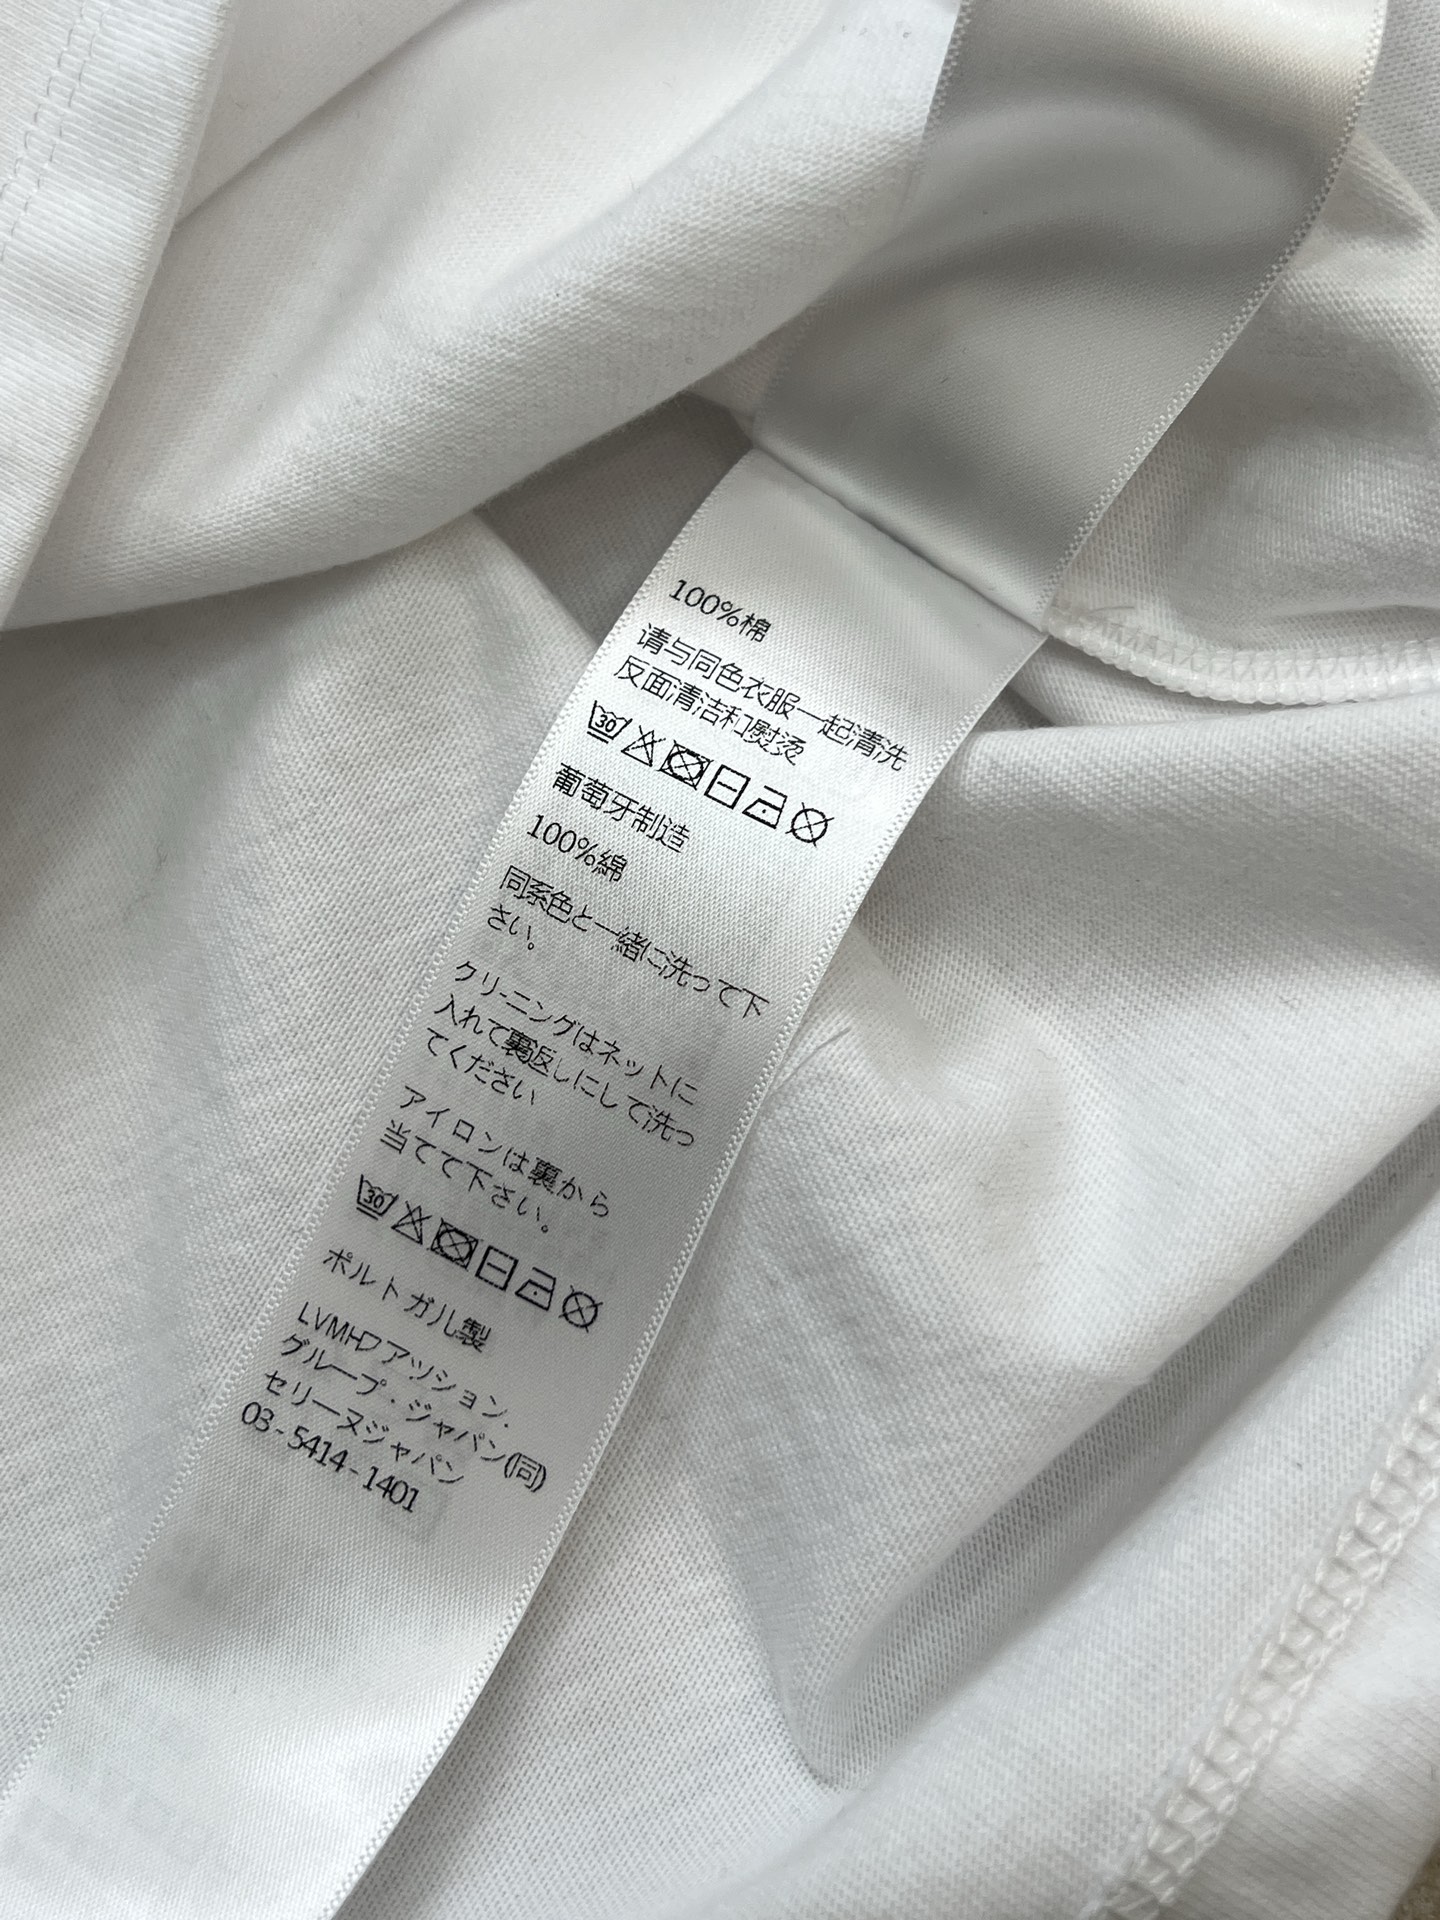 100%棉
请与同色衣服一起清洗
反面清洁和熨烫
30
葡萄牙制造
100%綿
同系色と一緒に洗って下
さい。
クリーニングはネットに
入れて裏返しにして洗っ
てください
アイロンは裏から
当てて下さい。
30
ポルトガル製
LVMHファッション.
グループ・ジャパン(同)
セリーヌジャパン
03-5414-1401